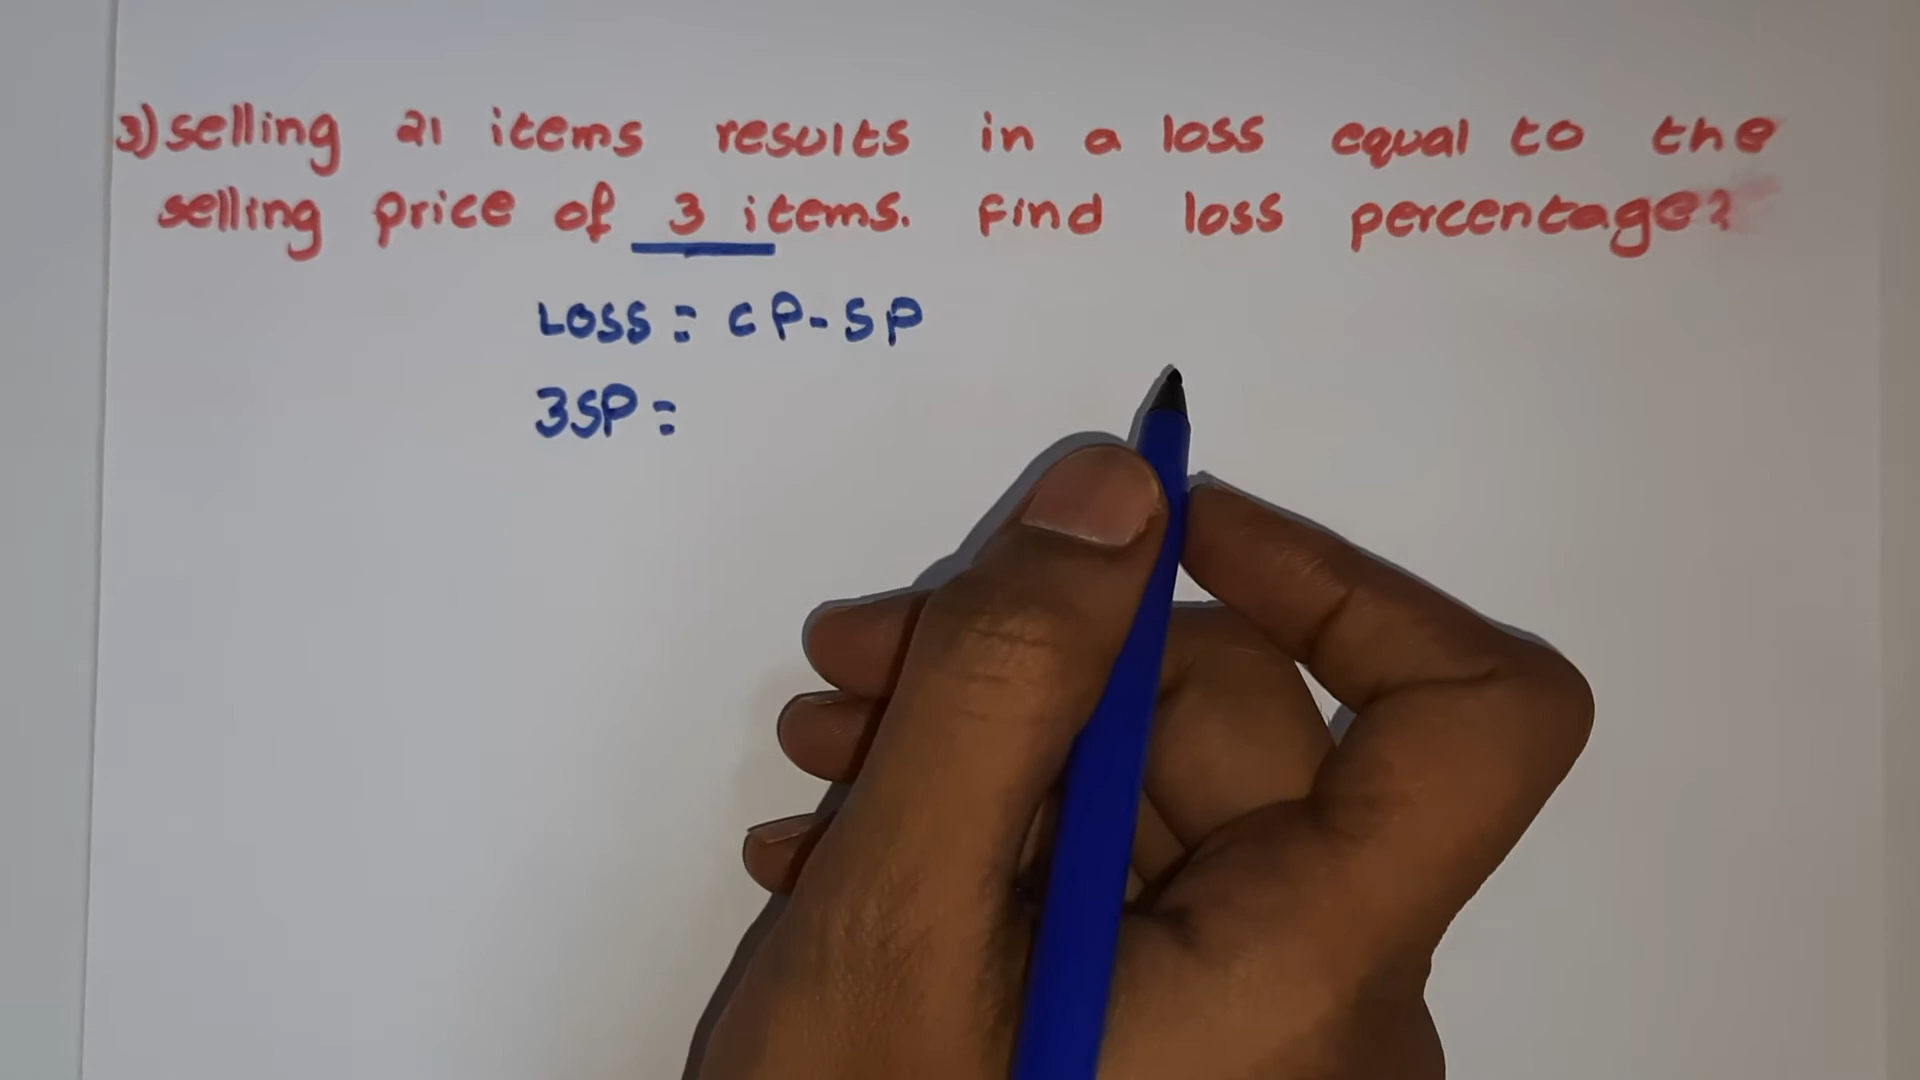 3) selling 21 items results in a loss equal to the
selling price of 3 items. Find loss percentage?
LOSS = CP - SP
3SP =